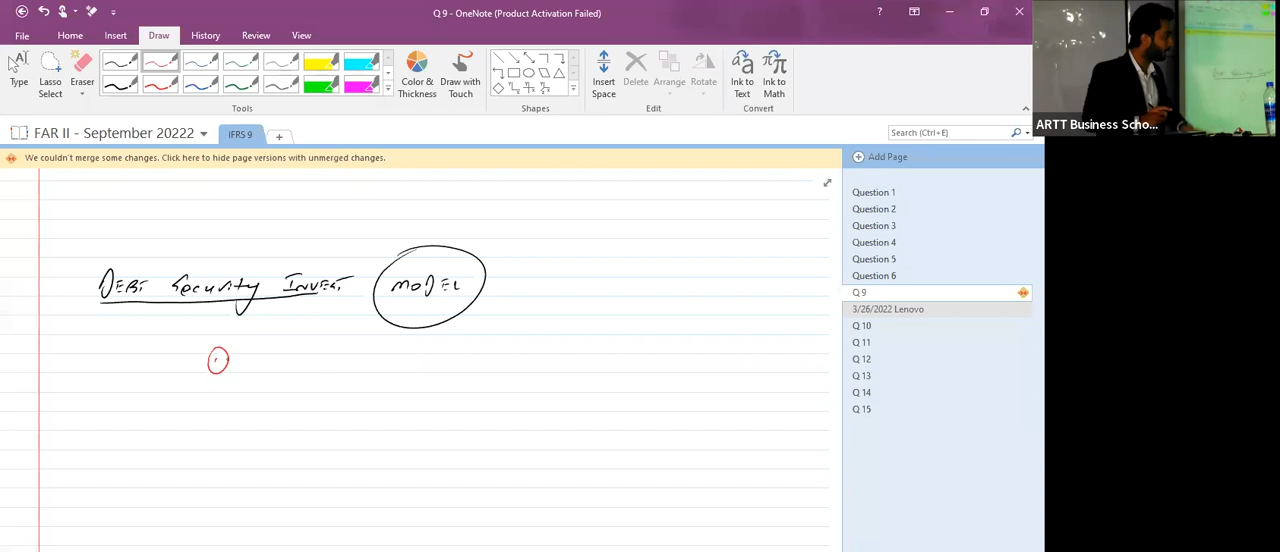 Q 9 - OneNote (Product Activation Failed)
?
File
Home
Insert
Draw
History
Review
View
Type
Lasso Select
Eraser
Color & Thickness
Draw with Touch
Insert Space
Delete
Arrange
Rotate
Ink to Text
Ink to Math
Tools
Shapes
Edit
Convert
FAR II - September 20222
IFRS 9
Search (Ctrl+E)
We couldn't merge some changes. Click here to hide page versions with unmerged changes.
Add Page
Question 1
Question 2
Question 3
Question 4
Question 5
Question 6
Q 9
3/26/2022 Lenovo
Q 10
Q 11
Q 12
Q 13
Q 14
Q 15
DEBT Security INVEST MODEL
ARTT Business Scho...